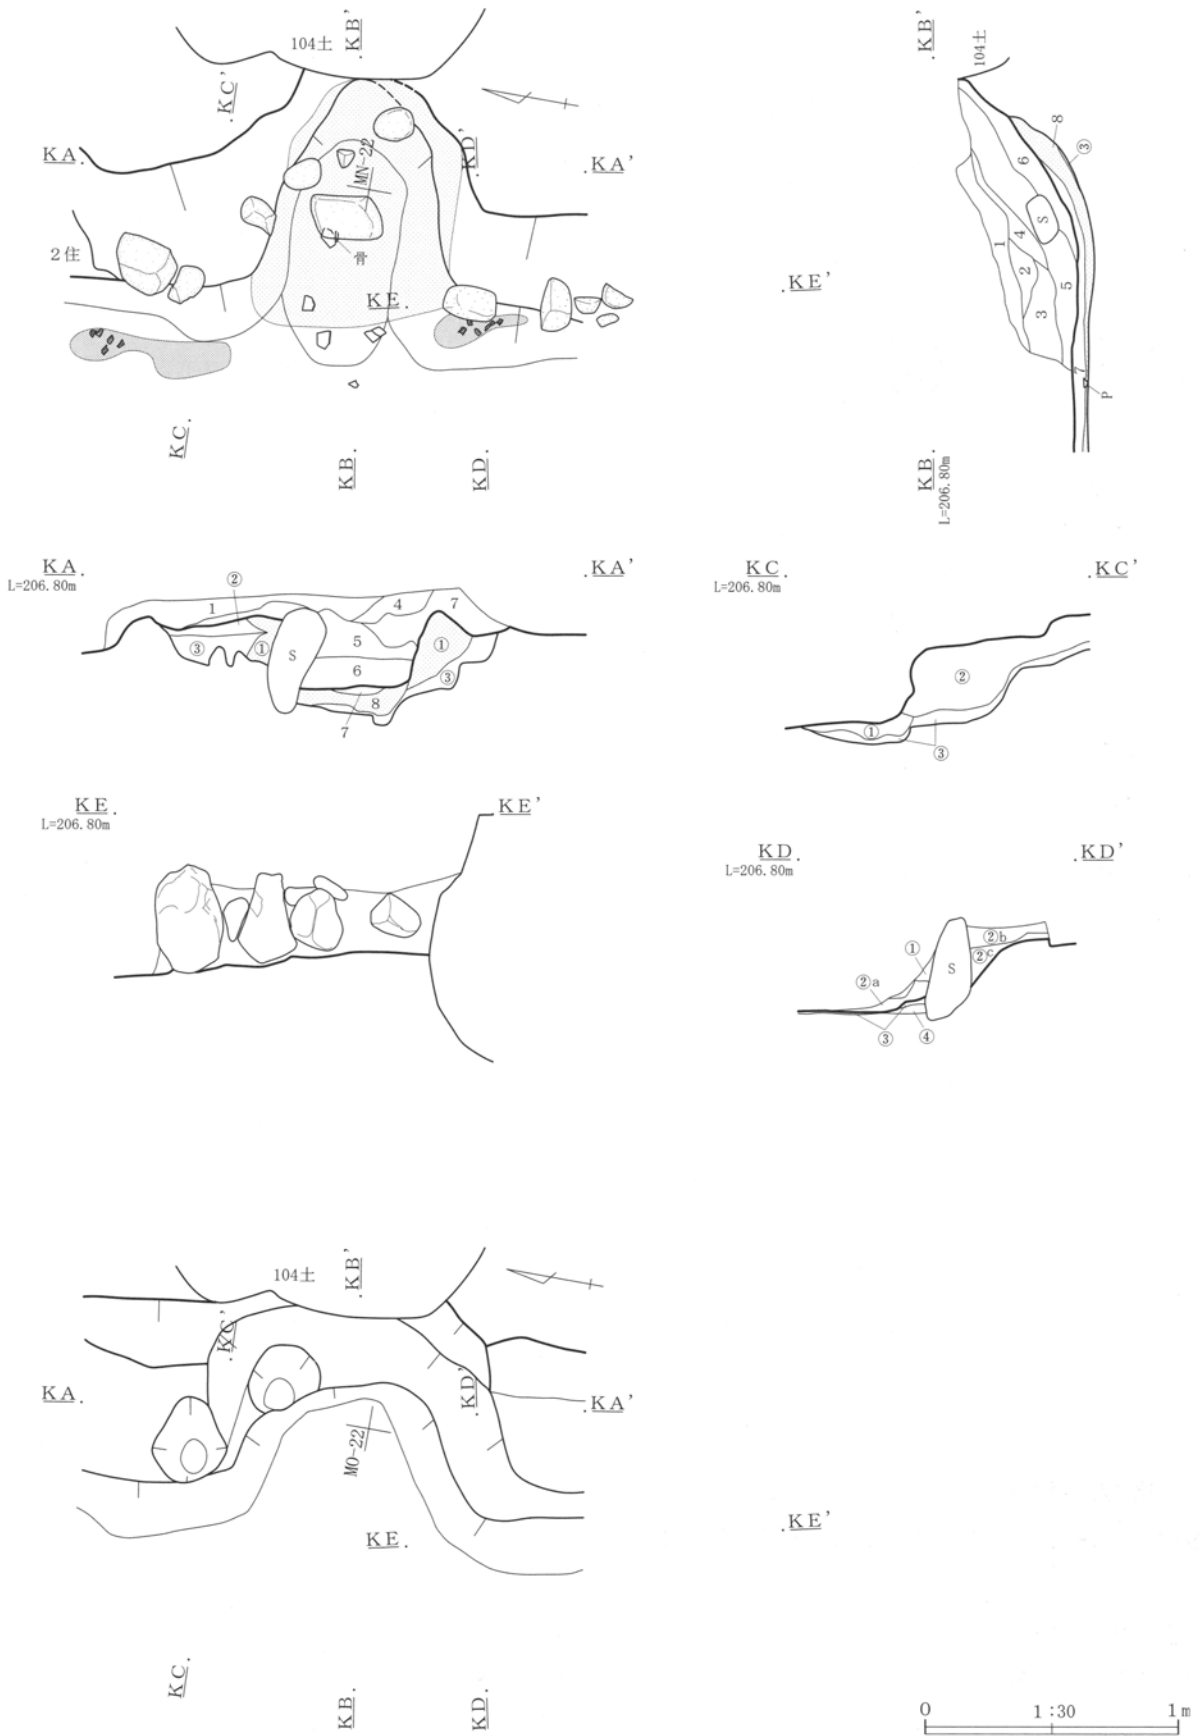 104土
.KB'
.KC'
KA.
.KD'
.KA'
MN-22
2住
骨
KE.
KC.
KB.
KD.
.KB'
104土
8
③
6
S
1
4
2
5
3
7
P
.KE'
KB.
L=206.80m
KA.
L=206.80m
.KA'
②
1
4
7
③
①
S
5
①
6
③
8
7
KC.
L=206.80m
.KC'
②
①
③
KE.
L=206.80m
.KE'
KD.
L=206.80m
.KD'
①
②b
②c
②a
S
③
④
104土
.KB'
.KC'
KA.
.KD'
.KA'
MO-22
KE.
.KE'
KC.
KB.
KD.
0 1:30 1m